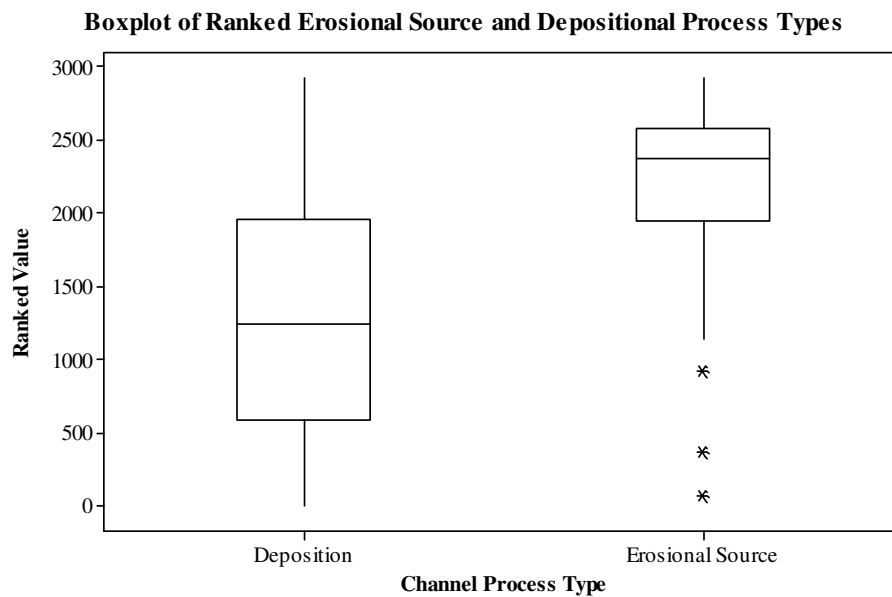 Boxplot of Ranked Erosional Source and Depositional Process Types
3000
2500
2000
1500
1000
500
0
Ranked Value
Deposition
Erosional Source
Channel Process Type